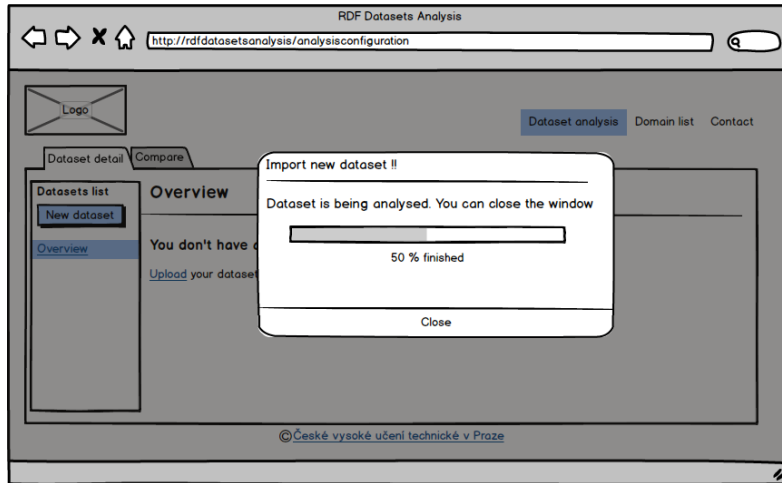 RDF Datasets Analysis
http://rdfdatasetsanalysis/analysisconfiguration
Logo
Dataset analysis Domain list Contact
Dataset detail Compare
Datasets list
New dataset
Overview
Overview
You don't have
Upload your dataset
Import new dataset !!
Dataset is being analysed. You can close the window
50 % finished
Close
©České vysoké učení technické v Praze